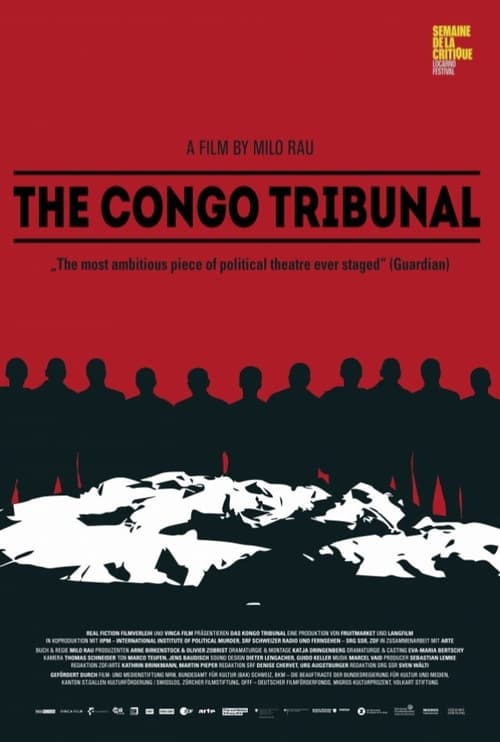 SEMAINE
DE LA
CRITIQUE
LOCARNO
FESTIVAL
A FILM BY MILO RAU
THE CONGO TRIBUNAL
„The most ambitious piece of political theatre ever staged“ (Guardian)
REAL FICTION FILMVERLEIH UND VINCA FILM PRÄSENTIEREN DAS KONGO TRIBUNAL EINE PRODUKTION VON FRUITMARKET UND LANGFILM
IN KOPRODUKTION MIT IIPM – INTERNATIONAL INSTITUTE OF POLITICAL MURDER, SRF SCHWEIZER RADIO UND FERNSEHEN – SRG SSR, ZDF IN ZUSAMMENARBEIT MIT ARTE
BUCH & REGIE MILO RAU PRODUZENTEN ARNE BIRKENSTOCK & OLIVIER ZOBRIST DRAMATURGIE & MONTAGE KATJA DRINGENBERG DRAMATURGIE & CASTING EVA-MARIA BERTSCHY
KAMERA THOMAS SCHNEIDER TON MARCO TEUFEN, JENS BAUDISCH SOUND DESIGN DIETER LENGACHER, GUIDO KELLER MUSIK MARCEL VAID PRODUCER SEBASTIAN LEMKE
REDAKTION ZDF/ARTE KATHRIN BRINKMANN, MARTIN PIEPER REDAKTION SRF DENISE CHERVET, URS AUGSTBURGER REDAKTION SRG SSR SVEN WÄLTI
GEFÖRDERT DURCH FILM- UND MEDIENSTIFTUNG NRW, BUNDESAMT FÜR KULTUR (BAK) SCHWEIZ, BKM – DIE BEAUFTRAGTE DER BUNDESREGIERUNG FÜR KULTUR UND MEDIEN,
KANTON ST.GALLEN KULTURFÖRDERUNG / SWISSLOS, ZÜRCHER FILMSTIFTUNG, DFFF – DEUTSCHER FILMFÖRDERFONDS, MIGROS KULTURPROZENT, VOLKART STIFTUNG
VINCA FILM
arte